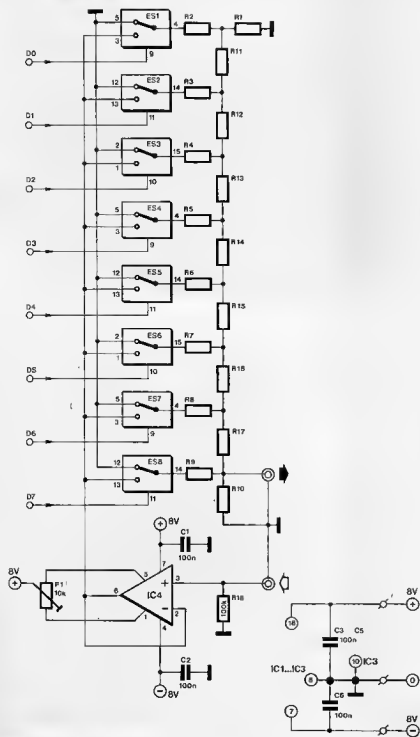 5 ES1 4 R2 R1
3
9
D0
R11
12 ES2 14 R3
13
11
D1
R12
2 ES3 15 R4
1
10
D2
R13
5 ES4 4 R5
3
9
D3
R14
12 ES5 14 R6
13
11
D4
R15
2 ES6 15 R7
1
10
D5
R16
5 ES7 4 R8
3
9
D6
R17
12 ES8 14 R9
13
11
D7
R10
+ 8V
C1
100n
8V +
P1
10k
5 7
6 IC4 + 3
- 2
1 4
R18
100k
C2
100n
- 8V
8V
16 +
C3 C5
100n
10 IC3
IC1...IC3 8 0
C6
100n
7 8V
-